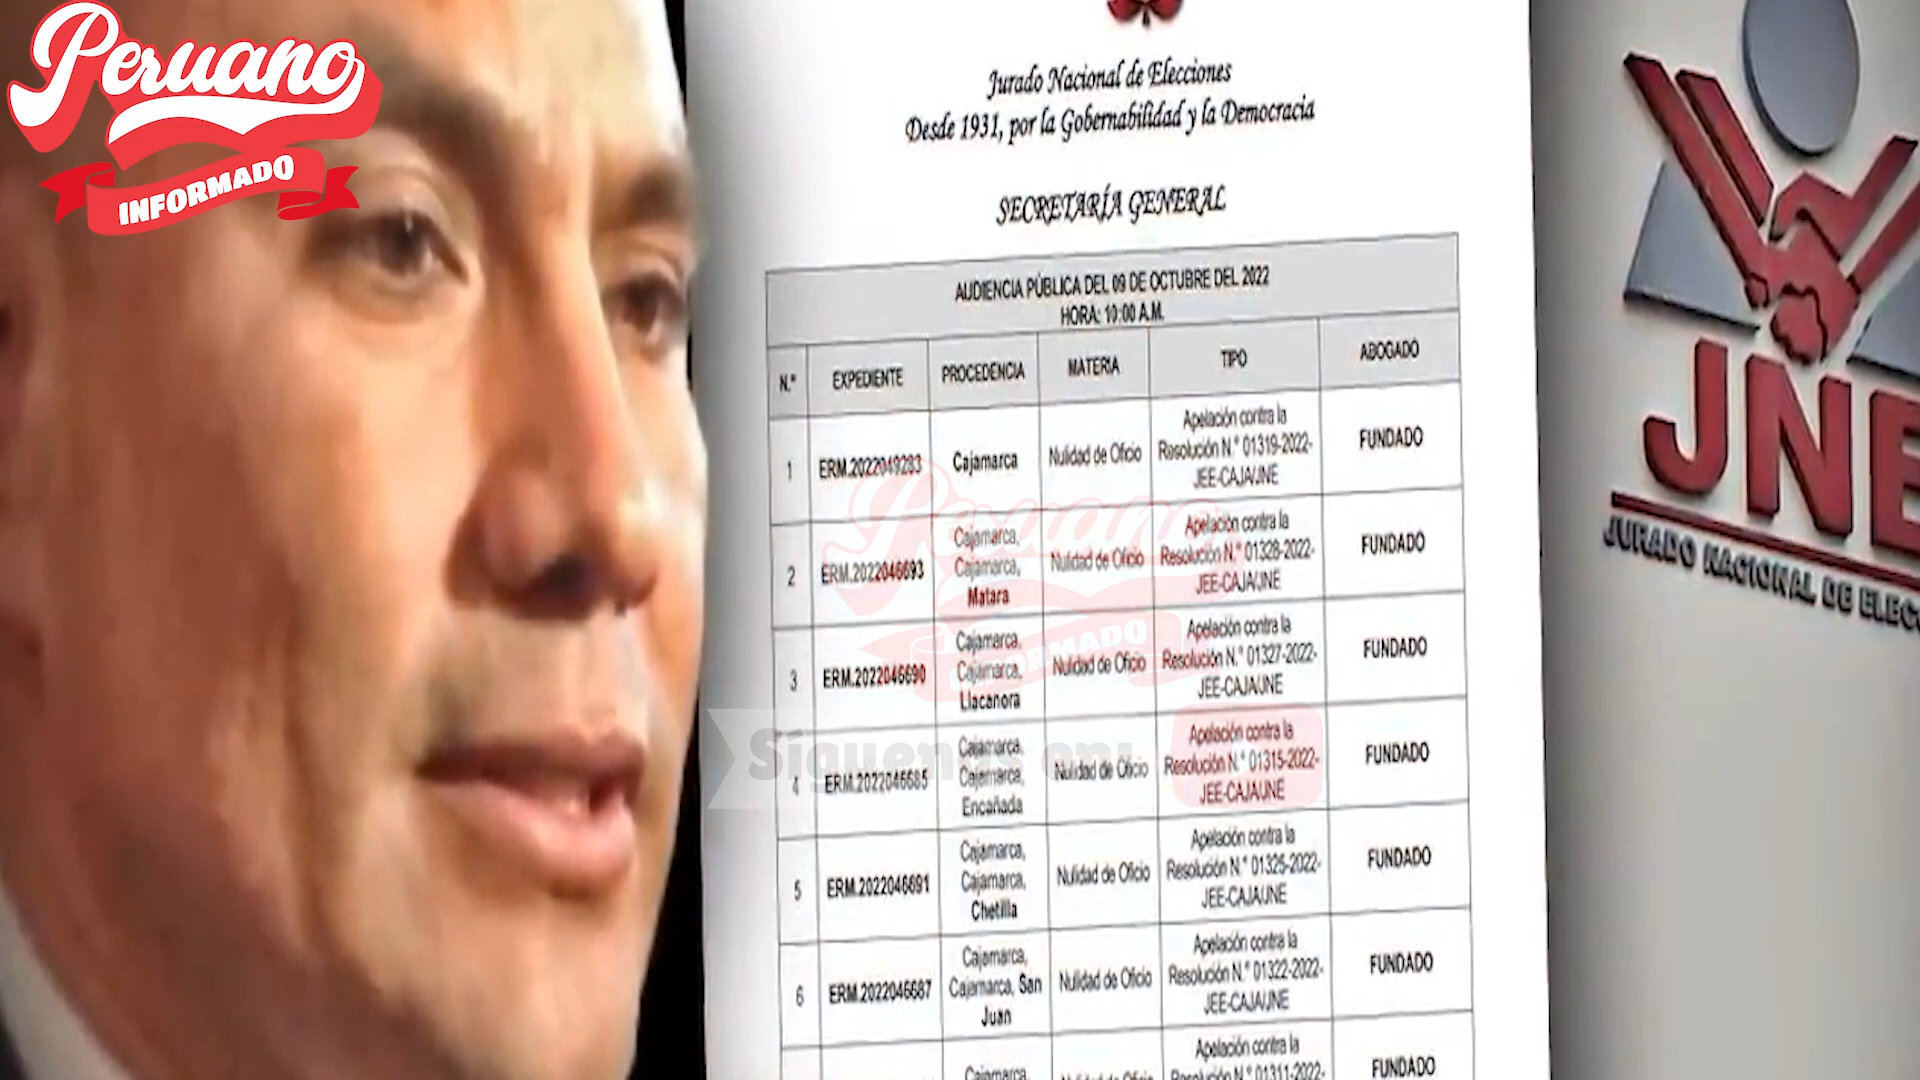 Peruano
INFORMADO
Jurado Nacional de Elecciones
Desde 1931, por la Gobernabilidad y la Democracia
SECRETARÍA GENERAL
AUDIENCIA PÚBLICA DEL 09 DE OCTUBRE DEL 2022
HORA: 10:00 A.M.
N.° EXPEDIENTE PROCEDENCIA MATERIA TIPO ABOGADO
1 ERM.2022049283 Cajamarca Nulidad de Oficio Apelación contra la
Resolución N.° 01319-2022-
JEE-CAJA/JNE
FUNDADO
2 ERM.2022046693 Cajamarca,
Cajamarca,
Matara
Nulidad de Oficio Apelación contra la
Resolución N.° 01328-2022-
JEE-CAJA/JNE
FUNDADO
3 ERM.2022046690 Cajamarca,
Cajamarca,
Llacanora
Nulidad de Oficio Apelación contra la
Resolución N.° 01327-2022-
JEE-CAJA/JNE
FUNDADO
4 ERM.2022046685 Cajamarca,
Cajamarca,
Encañada
Nulidad de Oficio Apelación contra la
Resolución N.° 01315-2022-
JEE-CAJA/JNE
FUNDADO
5 ERM.2022046691 Cajamarca,
Cajamarca,
Chetilla
Nulidad de Oficio Apelación contra la
Resolución N.° 01325-2022-
JEE-CAJA/JNE
FUNDADO
6 ERM.2022046687 Cajamarca,
Cajamarca, San
Juan
Nulidad de Oficio Apelación contra la
Resolución N.° 01322-2022-
JEE-CAJA/JNE
FUNDADO
Cajamarca, Apelación contra la
Resolución N.° 01311-2022-
FUNDADO
Peruano
INFORMADO
Síguenos en:
JNE
JURADO NACIONAL DE ELEC